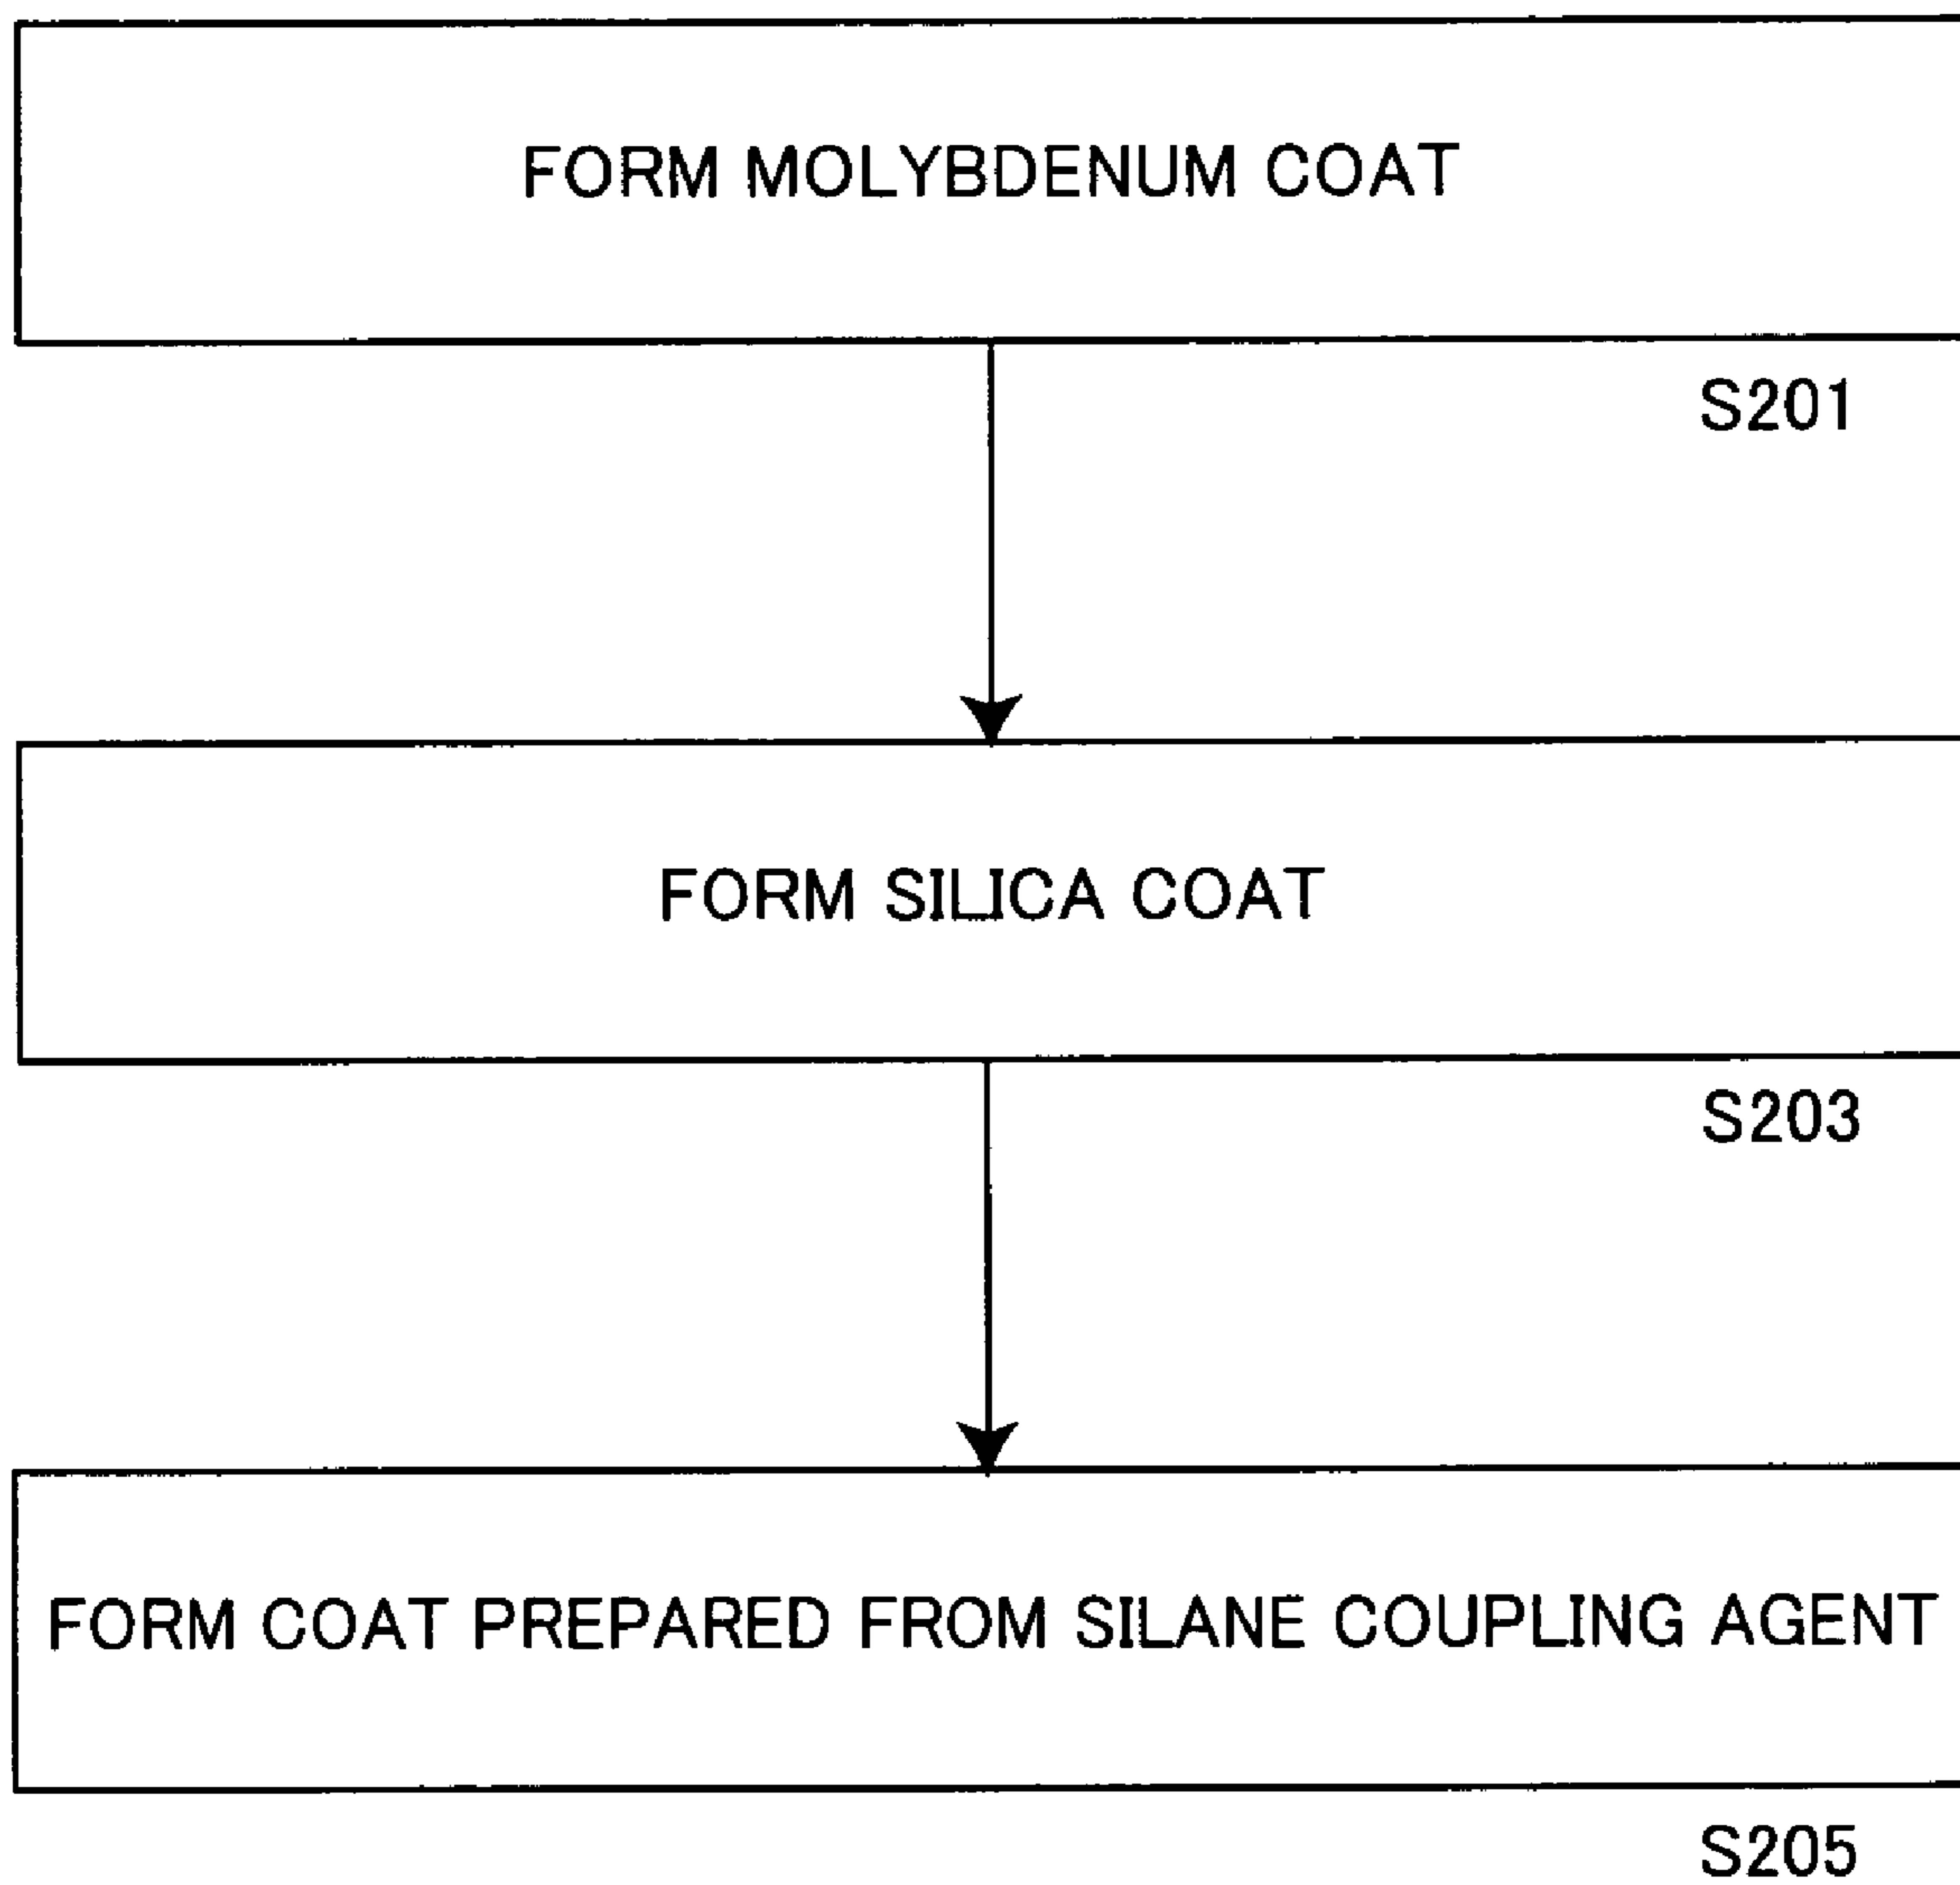 FORM MOLYBDENUM COAT
S201
FORM SILICA COAT
S203
FORM COAT PREPARED FROM SILANE COUPLING AGENT
S205